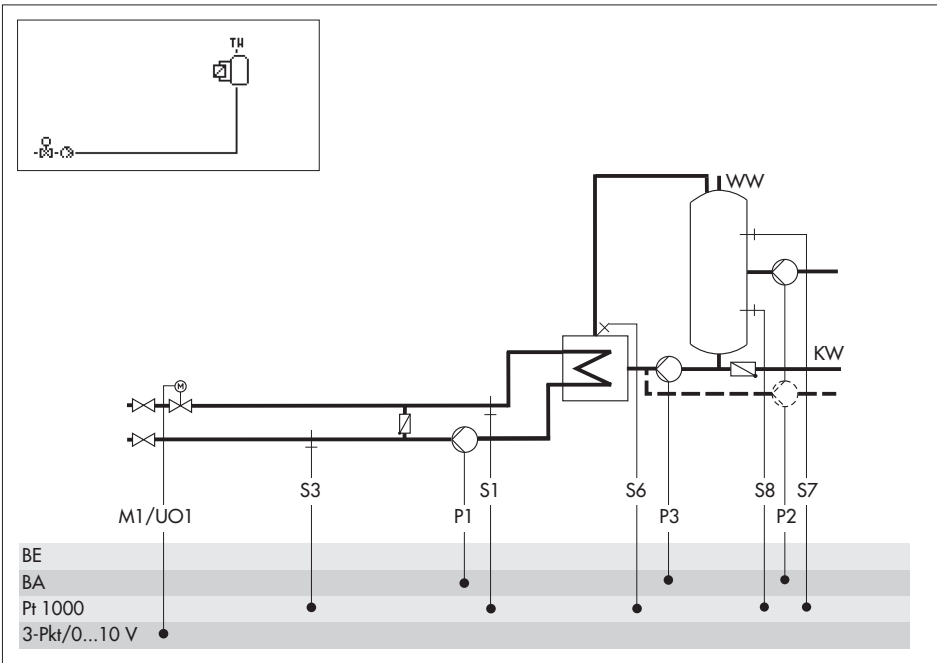 TW
WW
KW
M
S3
S1
S6
S8
S7
M1/UO1
P1
P3
P2
BE
BA
Pt 1000
3-Pkt/0...10 V